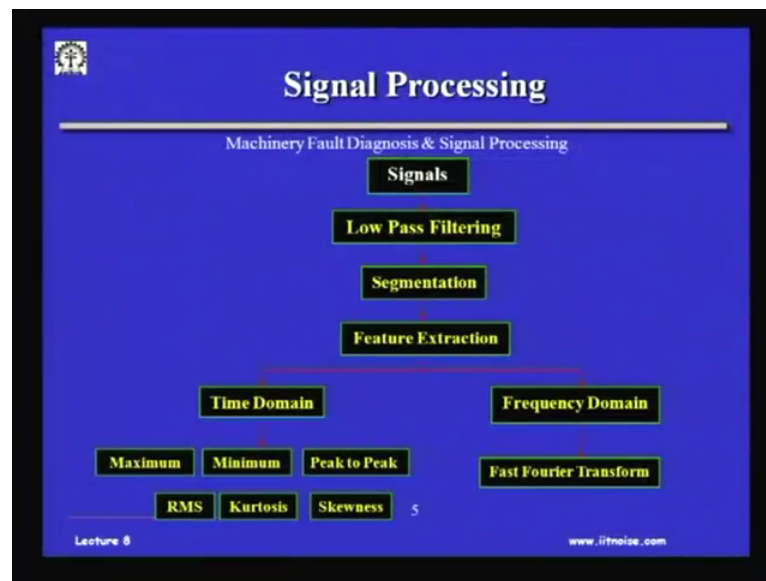 Signal Processing
Machinery Fault Diagnosis & Signal Processing
Signals
Low Pass Filtering
Segmentation
Feature Extraction
Time Domain
Frequency Domain
Maximum
Minimum
Peak to Peak
Fast Fourier Transform
RMS
Kurtosis
Skewness
5
Lecture 8
www.iitnoise.com